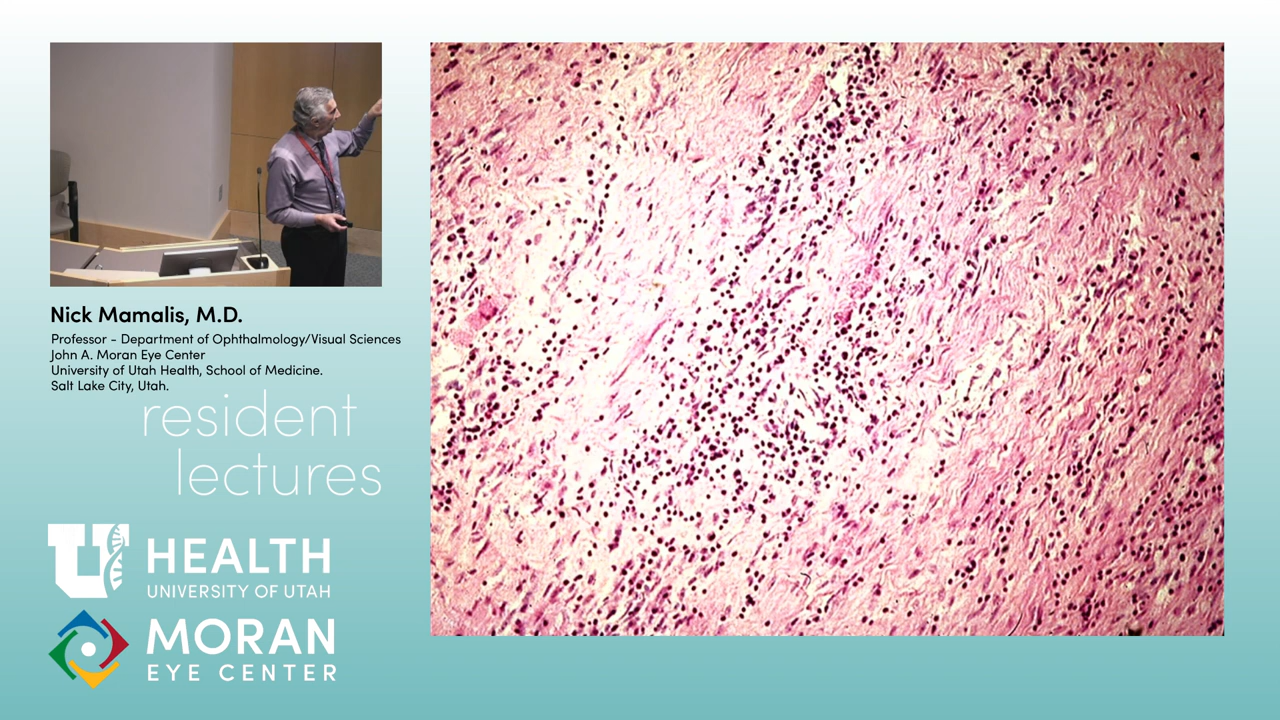 Nick Mamalis, M.D.
Professor - Department of Ophthalmology/Visual Sciences
John A. Moran Eye Center
University of Utah Health, School of Medicine.
Salt Lake City, Utah.
resident
lectures
U HEALTH
UNIVERSITY OF UTAH
MORAN
EYE CENTER